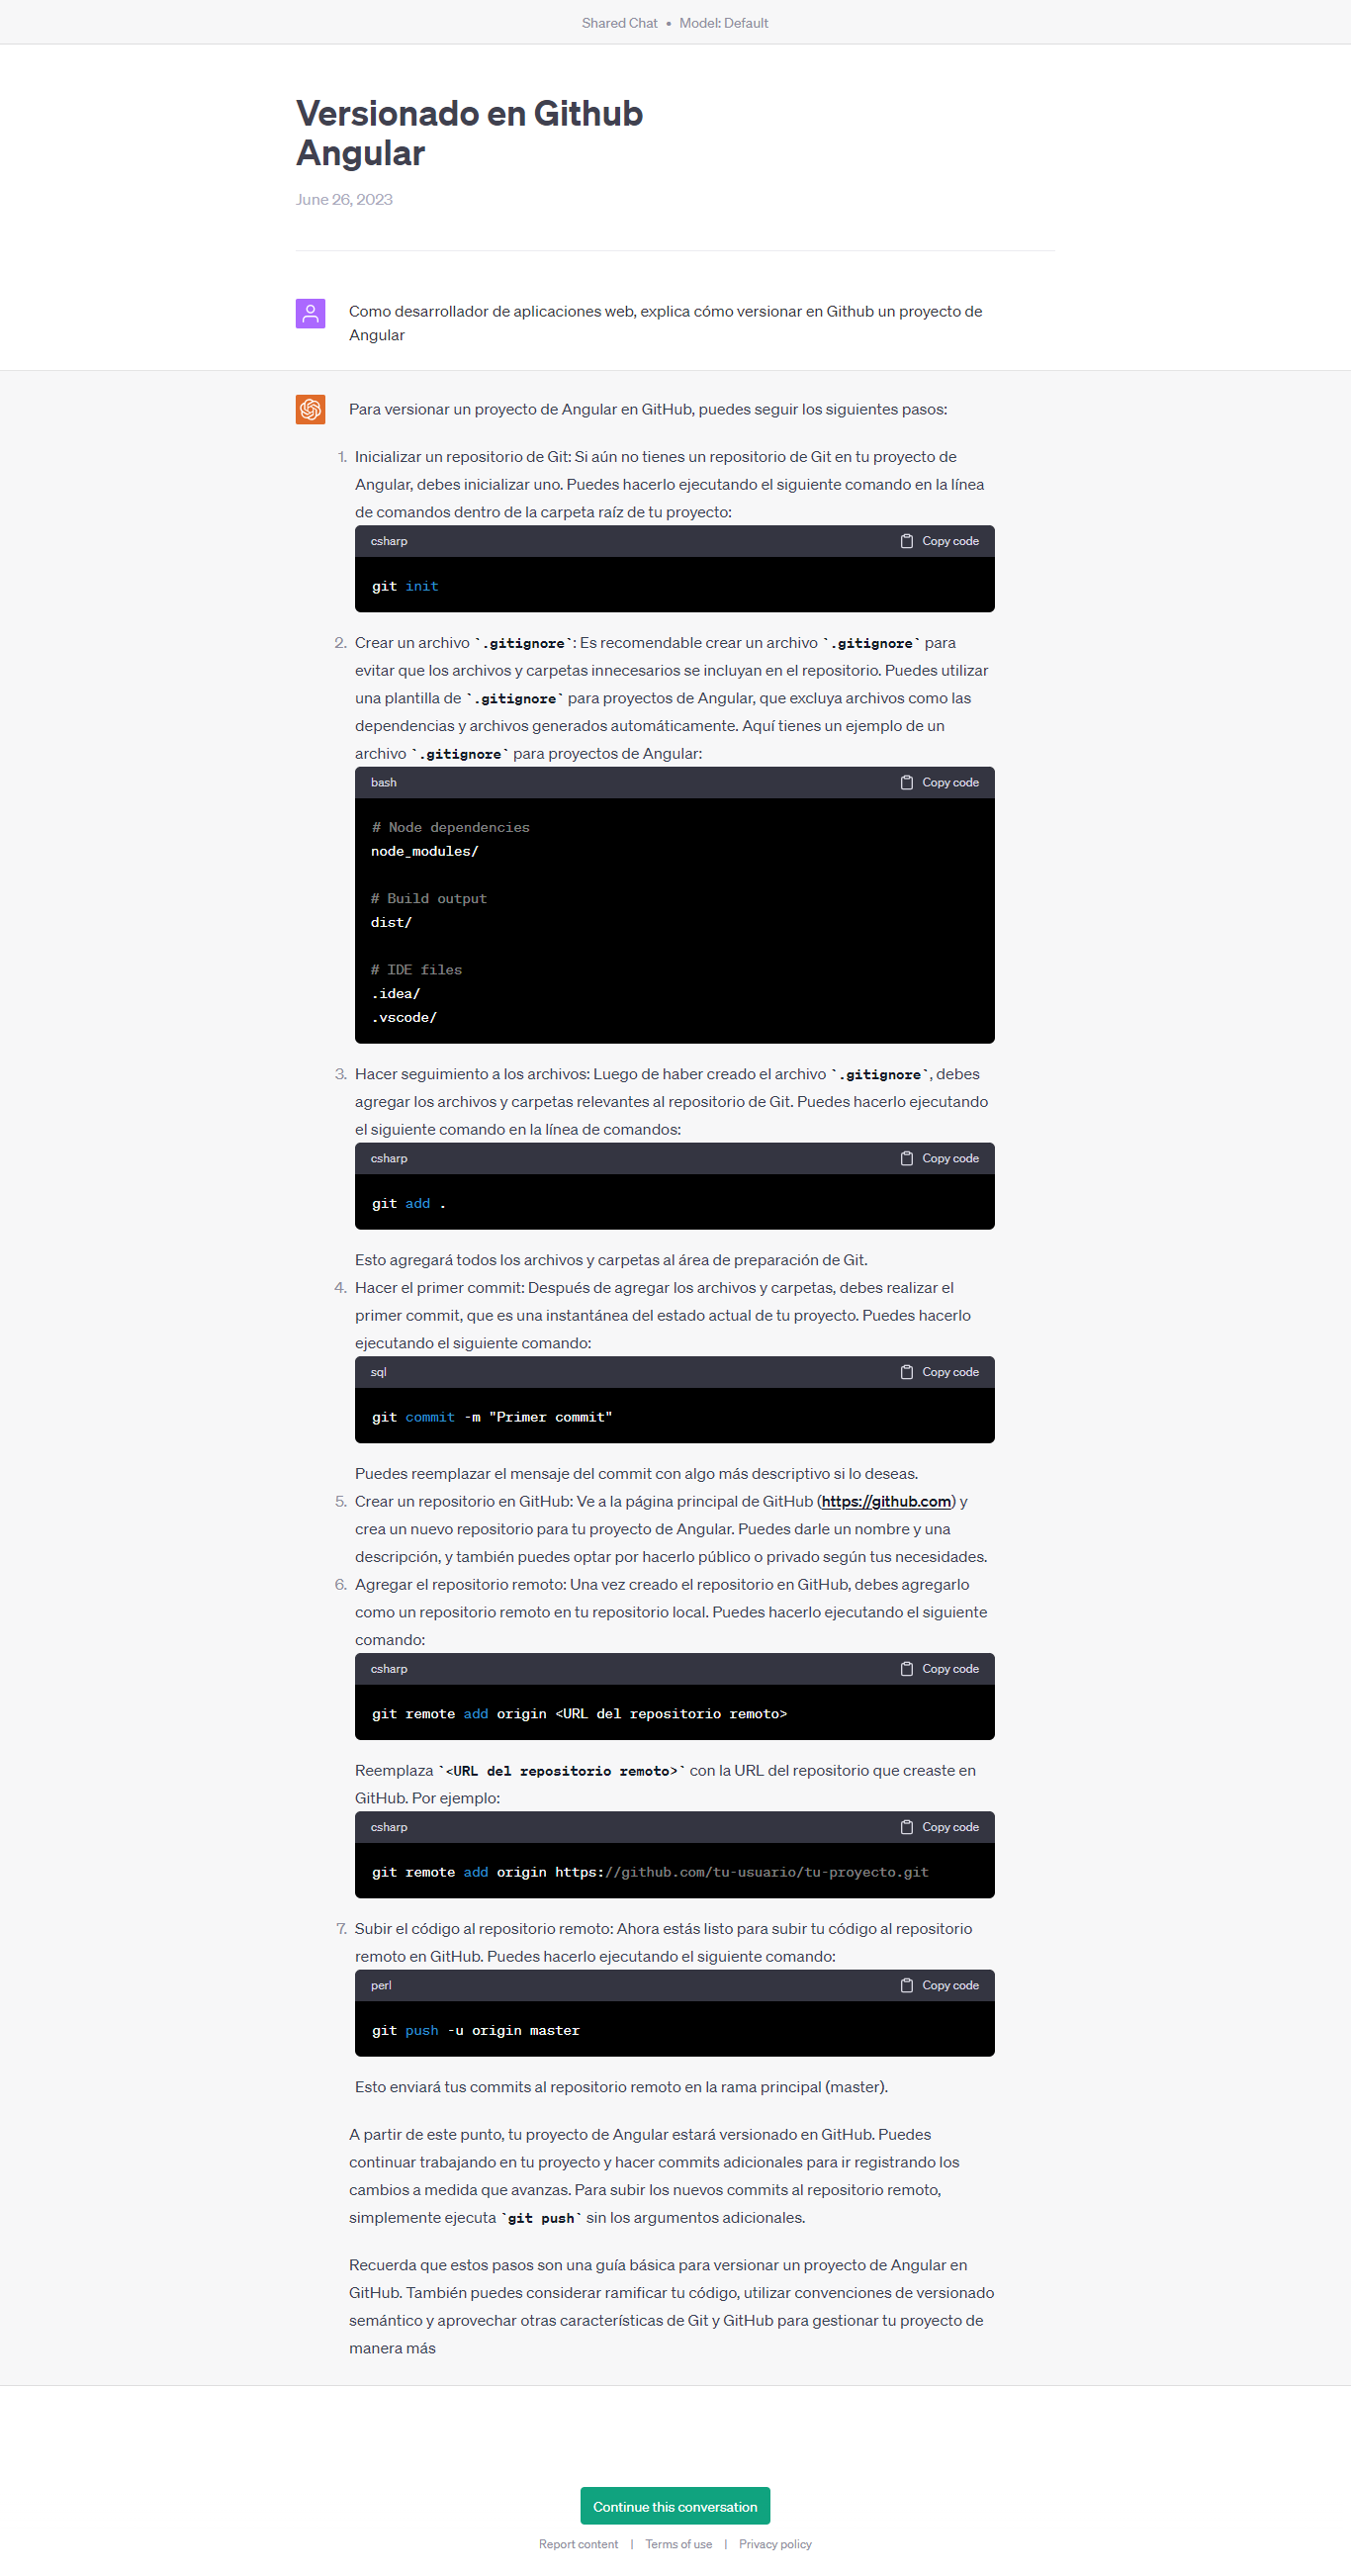 Shared Chat • Model: Default
Versionado en Github
Angular
June 26, 2023
Como desarrollador de aplicaciones web, explica cómo versionar en Github un proyecto de
Angular
Para versionar un proyecto de Angular en GitHub, puedes seguir los siguientes pasos:
1. Inicializar un repositorio de Git: Si aún no tienes un repositorio de Git en tu proyecto de
Angular, debes inicializar uno. Puedes hacerlo ejecutando el siguiente comando en la línea
de comandos dentro de la carpeta raíz de tu proyecto:
csharp Copy code
git init
2. Crear un archivo `.gitignore`: Es recomendable crear un archivo `.gitignore` para
evitar que los archivos y carpetas innecesarios se incluyan en el repositorio. Puedes utilizar
una plantilla de `.gitignore` para proyectos de Angular, que excluya archivos como las
dependencias y archivos generados automáticamente. Aquí tienes un ejemplo de un
archivo `.gitignore` para proyectos de Angular:
bash Copy code
# Node dependencies
node_modules/
# Build output
dist/
# IDE files
.idea/
.vscode/
3. Hacer seguimiento a los archivos: Luego de haber creado el archivo `.gitignore`, debes
agregar los archivos y carpetas relevantes al repositorio de Git. Puedes hacerlo ejecutando
el siguiente comando en la línea de comandos:
csharp Copy code
git add .
Esto agregará todos los archivos y carpetas al área de preparación de Git.
4. Hacer el primer commit: Después de agregar los archivos y carpetas, debes realizar el
primer commit, que es una instantánea del estado actual de tu proyecto. Puedes hacerlo
ejecutando el siguiente comando:
sql Copy code
git commit -m "Primer commit"
Puedes reemplazar el mensaje del commit con algo más descriptivo si lo deseas.
5. Crear un repositorio en GitHub: Ve a la página principal de GitHub (https://github.com) y
crea un nuevo repositorio para tu proyecto de Angular. Puedes darle un nombre y una
descripción, y también puedes optar por hacerlo público o privado según tus necesidades.
6. Agregar el repositorio remoto: Una vez creado el repositorio en GitHub, debes agregarlo
como un repositorio remoto en tu repositorio local. Puedes hacerlo ejecutando el siguiente
comando:
csharp Copy code
git remote add origin <URL del repositorio remoto>
Reemplaza `<URL del repositorio remoto>` con la URL del repositorio que creaste en
GitHub. Por ejemplo:
csharp Copy code
git remote add origin https://github.com/tu-usuario/tu-proyecto.git
7. Subir el código al repositorio remoto: Ahora estás listo para subir tu código al repositorio
remoto en GitHub. Puedes hacerlo ejecutando el siguiente comando:
perl Copy code
git push -u origin master
Esto enviará tus commits al repositorio remoto en la rama principal (master).
A partir de este punto, tu proyecto de Angular estará versionado en GitHub. Puedes
continuar trabajando en tu proyecto y hacer commits adicionales para ir registrando los
cambios a medida que avanzas. Para subir los nuevos commits al repositorio remoto,
simplemente ejecuta `git push` sin los argumentos adicionales.
Recuerda que estos pasos son una guía básica para versionar un proyecto de Angular en
GitHub. También puedes considerar ramificar tu código, utilizar convenciones de versionado
semántico y aprovechar otras características de Git y GitHub para gestionar tu proyecto de
manera más
Continue this conversation
Report content | Terms of use | Privacy policy